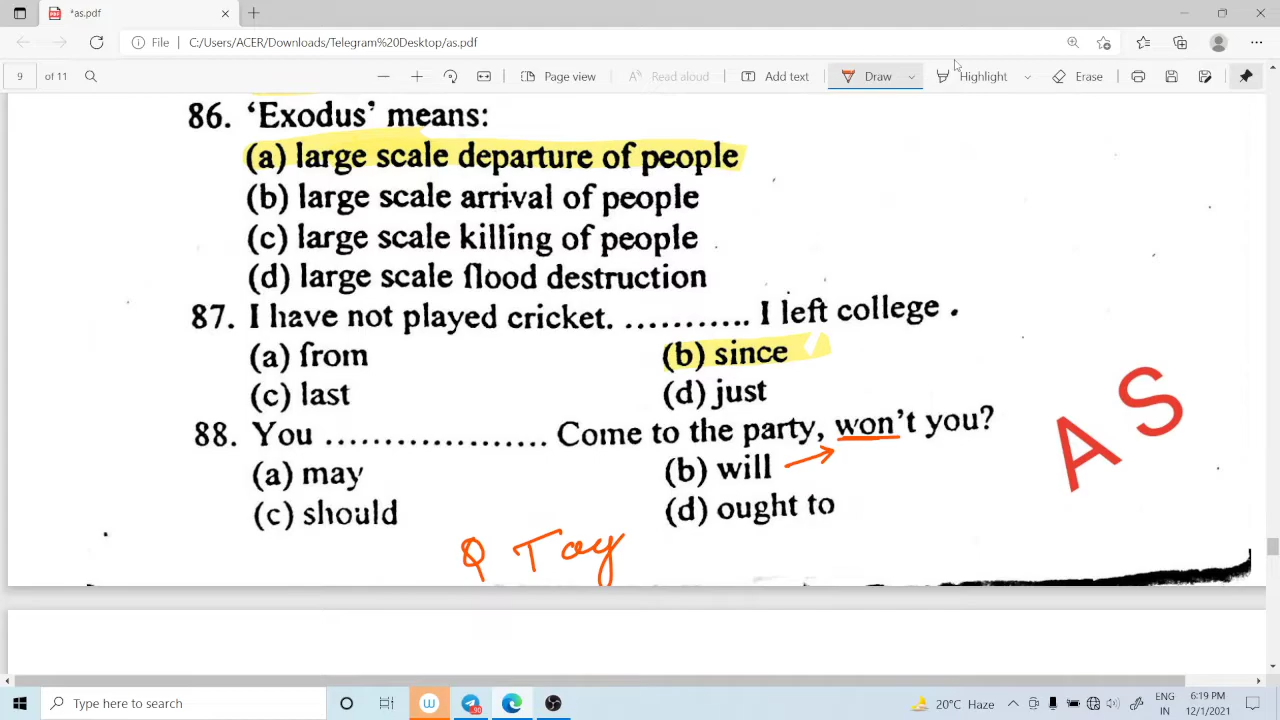 *as.pdf
File C:/Users/ACER/Downloads/Telegram%20Desktop/as.pdf
9 of 11 Page view Read aloud Add text Draw Highlight Erase
86. ‘Exodus’ means:
(a) large scale departure of people
(b) large scale arrival of people
(c) large scale killing of people
(d) large scale flood destruction
87. I have not played cricket. ........... I left college .
(a) from (b) since
(c) last (d) just
88. You .................... Come to the party, won’t you?
(a) may (b) will
(c) should (d) ought to
A S
Q Tay
Type here to search
W
90
20°C Haze
ENG
IN
6:19 PM
12/1/2021